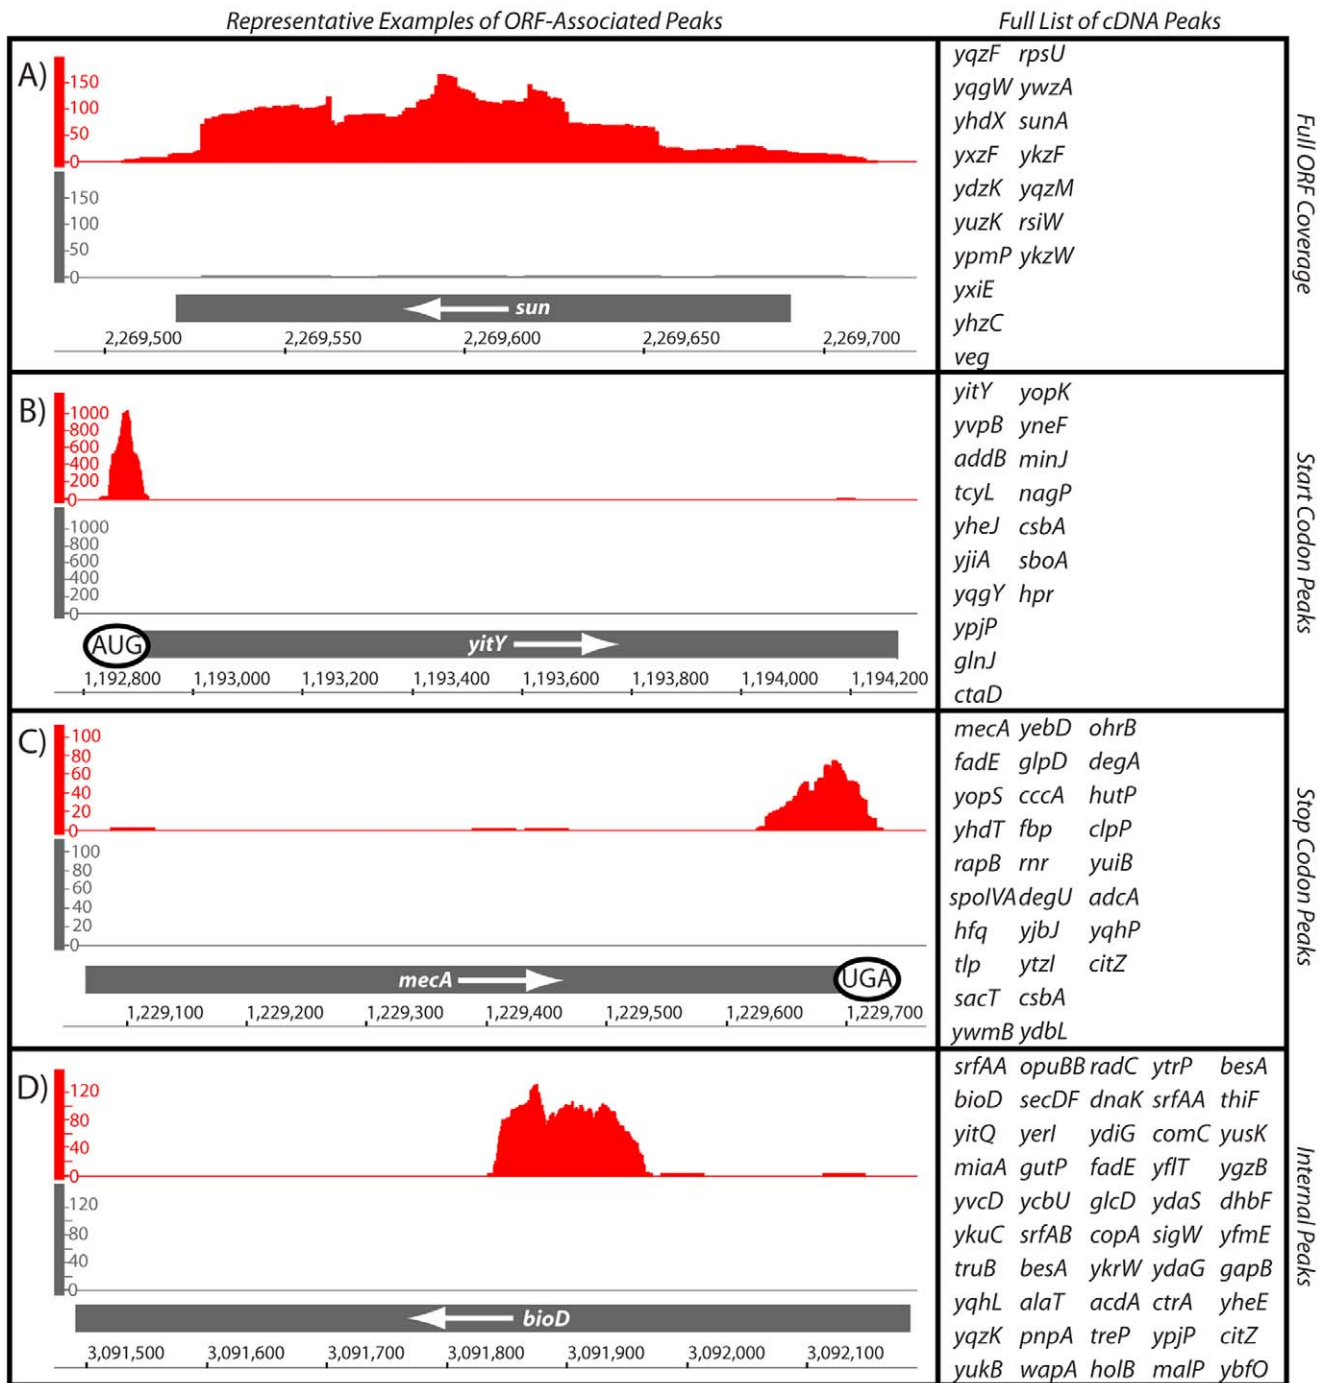 Representative Examples of ORF-Associated Peaks Full List of cDNA Peaks
A)
150
100
50
0
150
100
50
0
sun
2,269,500 2,269,550 2,269,600 2,269,650 2,269,700
yqzF rpsU
yqgW ywzA
yhdX sunA
yxzF ykzF
ydzK yqzM
yuzK rsiW
ypmP ykzW
yxiE
yhzC
veg
Full ORF Coverage
B)
1000
800
600
400
200
0
1000
800
600
400
200
0
AUG yitY
1,192,800 1,193,000 1,193,200 1,193,400 1,193,600 1,193,800 1,194,000 1,194,200
yitY yopK
yvpB yneF
addB minJ
tcyL nagP
yheJ csbA
yjiA sboA
yqgY hpr
ypjP
glnJ
ctaD
Start Codon Peaks
C)
100
80
60
40
20
0
100
80
60
40
20
0
mecA UGA
1,229,100 1,229,200 1,229,300 1,229,400 1,229,500 1,229,600 1,229,700
mecA yebD ohrB
fadE glpD degA
yopS cccA hutP
yhdT fbp clpP
rapB rnr yuiB
spoIVA degU adcA
hfq yjbJ yqhP
tlp ytzI citZ
sacT csbA
ywmB ydbL
Stop Codon Peaks
D)
120
80
40
0
120
80
40
0
bioD
3,091,500 3,091,600 3,091,700 3,091,800 3,091,900 3,092,000 3,092,100
srfAA opuBB radC ytrP besA
bioD secDF dnaK srfAA thiF
yitQ yerI ydiG comC yusK
miaA gutP fadE yflT ygzB
yvcD ycbU glcD ydaS dhbF
ykuC srfAB copA sigW yfmE
truB besA ykrW ydaG gapB
yqhL alaT acdA ctrA yheE
yqzK pnpA treP ypjP citZ
yukB wapA holB malP ybfO
Internal Peaks